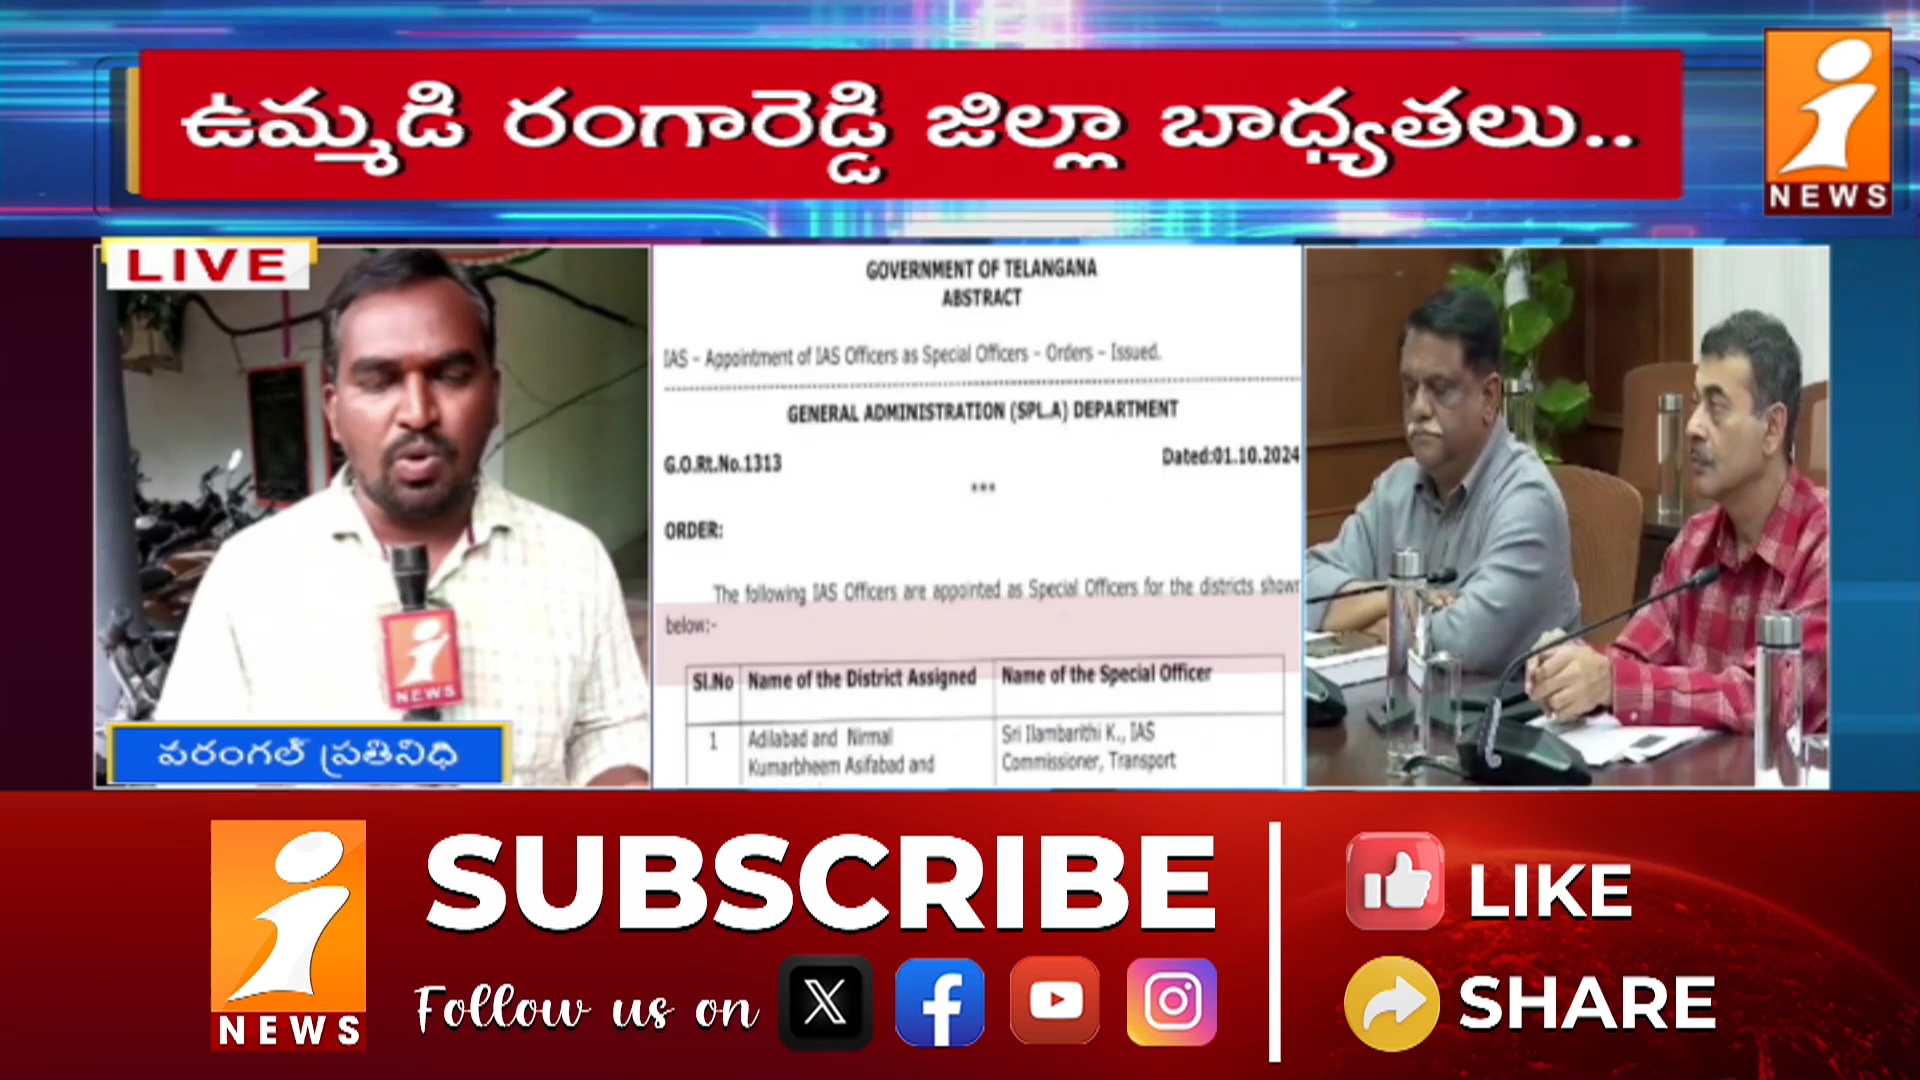 ఉమ్మడి రంగారెడ్డి జిల్లా బాధ్యతలు..
i
NEWS
LIVE
GOVERNMENT OF TELANGANA
ABSTRACT
IAS – Appointment of IAS Officers as Special Officers – Orders – Issued.
GENERAL ADMINISTRATION (SPL.A) DEPARTMENT
G.O.Rt.No.1313 Dated:01.10.2024
***
ORDER:
The following IAS Officers are appointed as Special Officers for the districts shown
below:-
Sl.No Name of the District Assigned Name of the Special Officer
1 Adilabad and Nirmal Sri Ilambarithi K., IAS
Kumarbheem Asifabad and Commissioner, Transport
i
NEWS
వరంగల్ ప్రతినిధి
i
NEWS
SUBSCRIBE
Follow us on
LIKE
SHARE